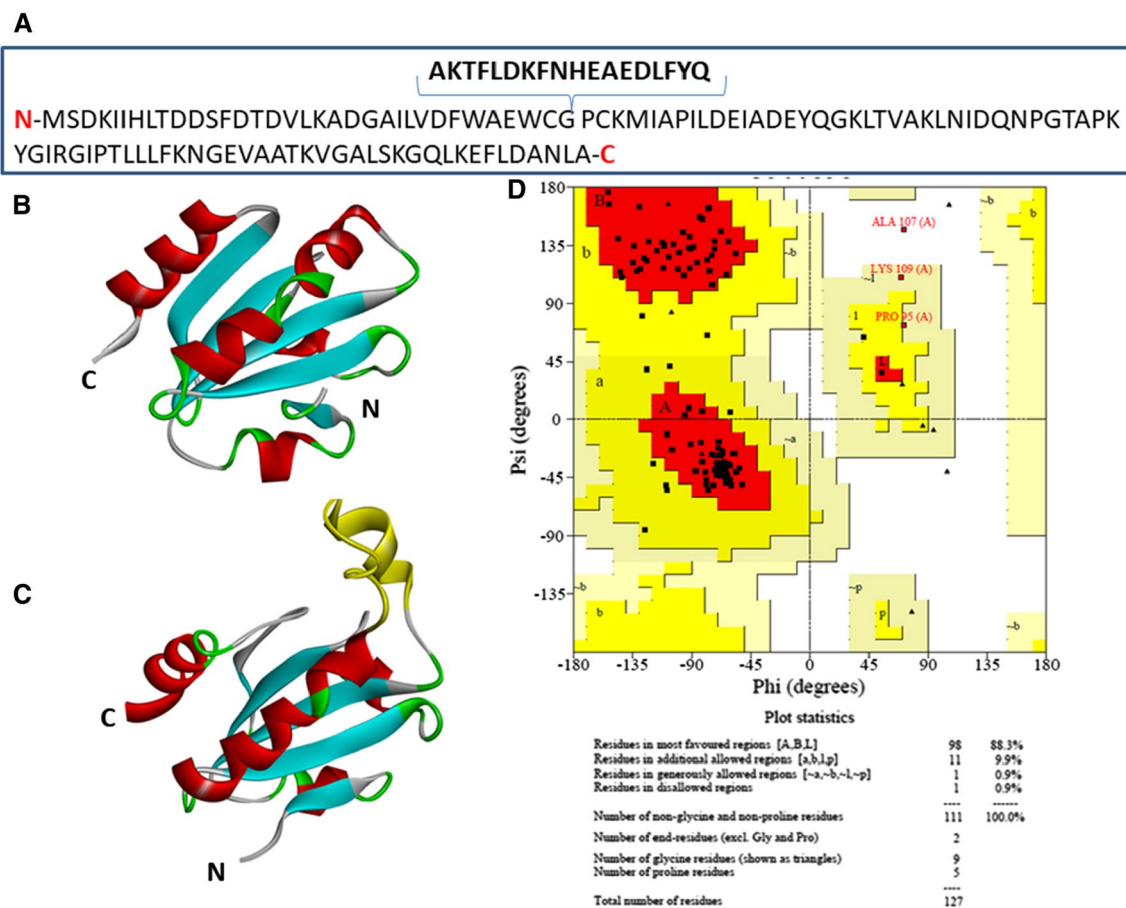 A
AKTFLDKFNHEAEDLFYQ
N-MSDKIIHLTDDSFDTDVLKADGAILVDFWAEWCG PCKMIAPILDEIADEYQGKLTVAKLNIDQNPGTAPK
YGIRGIPTLLLFKNGEVAATKVGALSKGQLKEFLDANLA-C
B
C
N
C
C
N
D
180
135
90
45
0
-45
-90
-135
Psi (degrees)
B
b
a
A
~b
~b
b
ALA 107 (A)
LYS 109 (A)
~l
l
PRO 95 (A)
L
~a
~p
p
~b
b
~b
-180 -135 -90 -45 0 45 90 135 180
Phi (degrees)
Plot statistics
Residues in most favoured regions [A,B,L] 98 88.3%
Residues in additional allowed regions [a,b,l,p] 11 9.9%
Residues in generously allowed regions [~a,~b,~l,~p] 1 0.9%
Residues in disallowed regions 1 0.9%
---- ------
Number of non-glycine and non-proline residues 111 100.0%
Number of end-residues (excl. Gly and Pro) 2
Number of glycine residues (shown as triangles) 9
Number of proline residues 5
----
Total number of residues 127